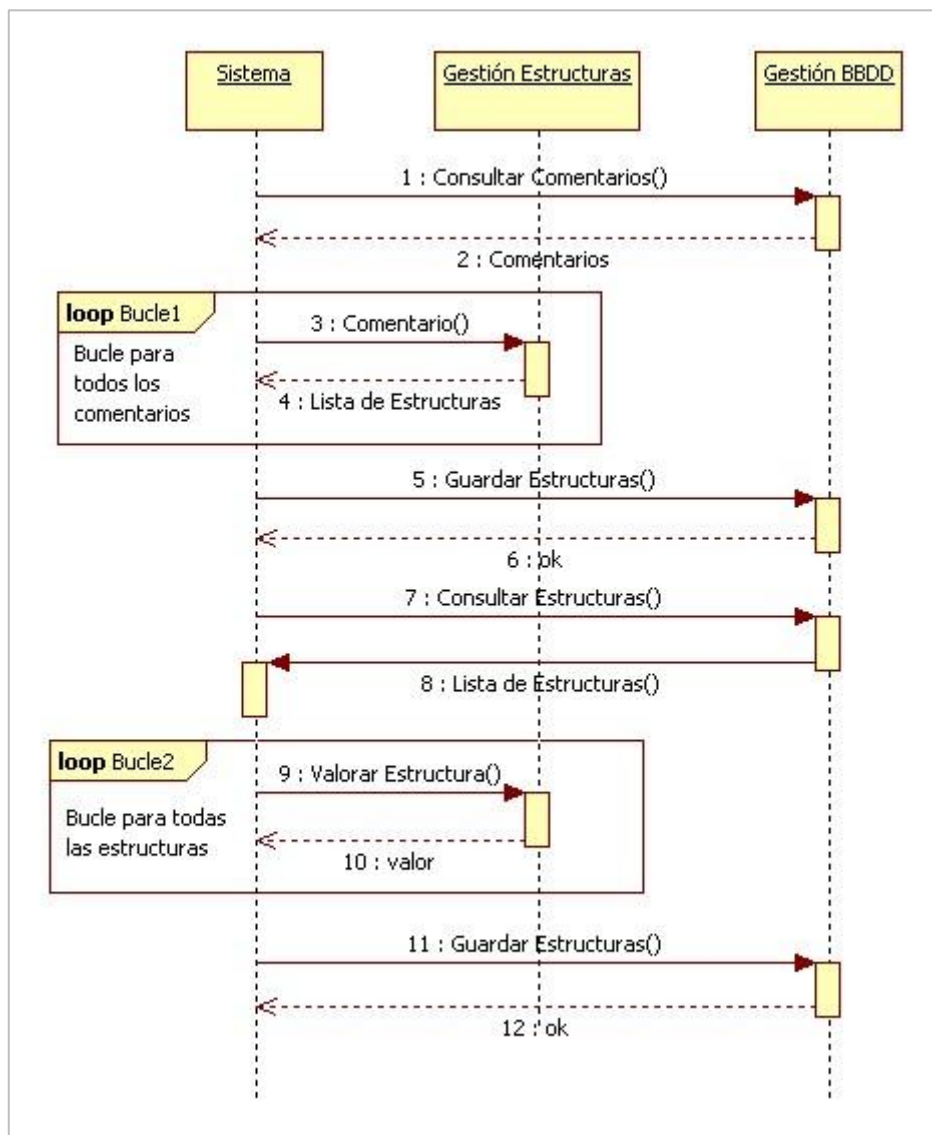 Sistema
Gestión Estructuras
Gestión BBDD
1 : Consultar Comentarios()
2 : Comentarios
loop Bucle1
3 : Comentario()
Bucle para
todos los
comentarios
4 : Lista de Estructuras
5 : Guardar Estructuras()
6 : ok
7 : Consultar Estructuras()
8 : Lista de Estructuras()
loop Bucle2
9 : Valorar Estructura()
Bucle para todas
las estructuras
10 : valor
11 : Guardar Estructuras()
12 : ok